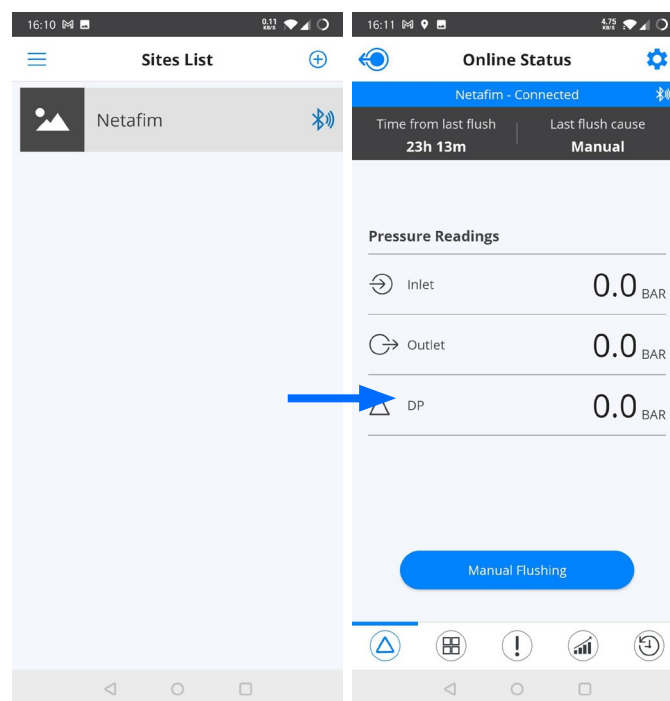 16:10
0.11
KB/S
Sites List
Netafim
16:11
4.75
KB/S
Online Status
Netafim - Connected
Time from last flush
Last flush cause
23h 13m
Manual
Pressure Readings
Inlet
0.0 BAR
Outlet
0.0 BAR
DP
0.0 BAR
Manual Flushing